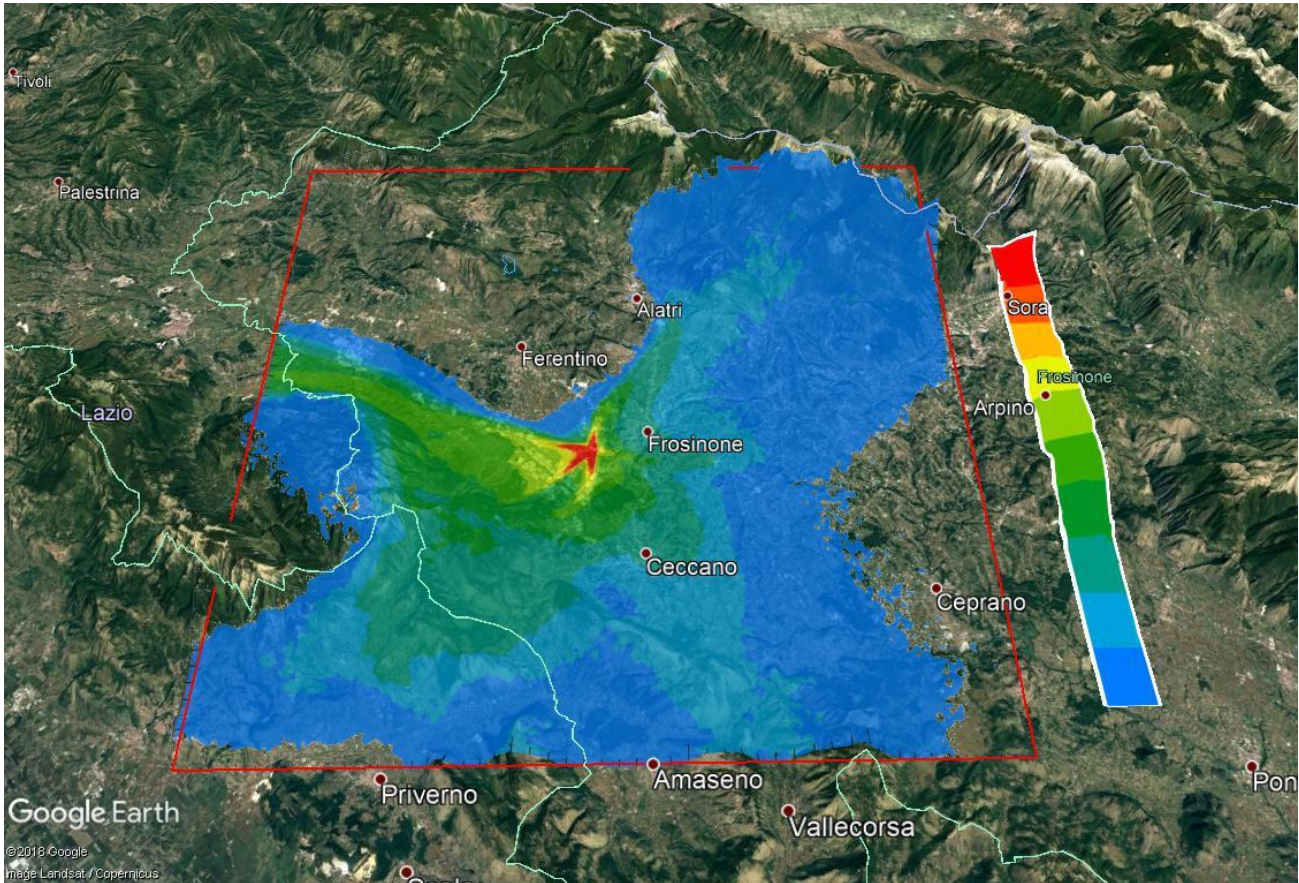 Tivoli
Palestrina
Sora
Alatri
Ferentino
Frosinone
Arpino
Lazio
Frosinone
Ceccano
Ceprano
Amaseno
Priverno
Pon
Vallecorsa
Google Earth
©2018 Google
mage Landsat / Copernicus